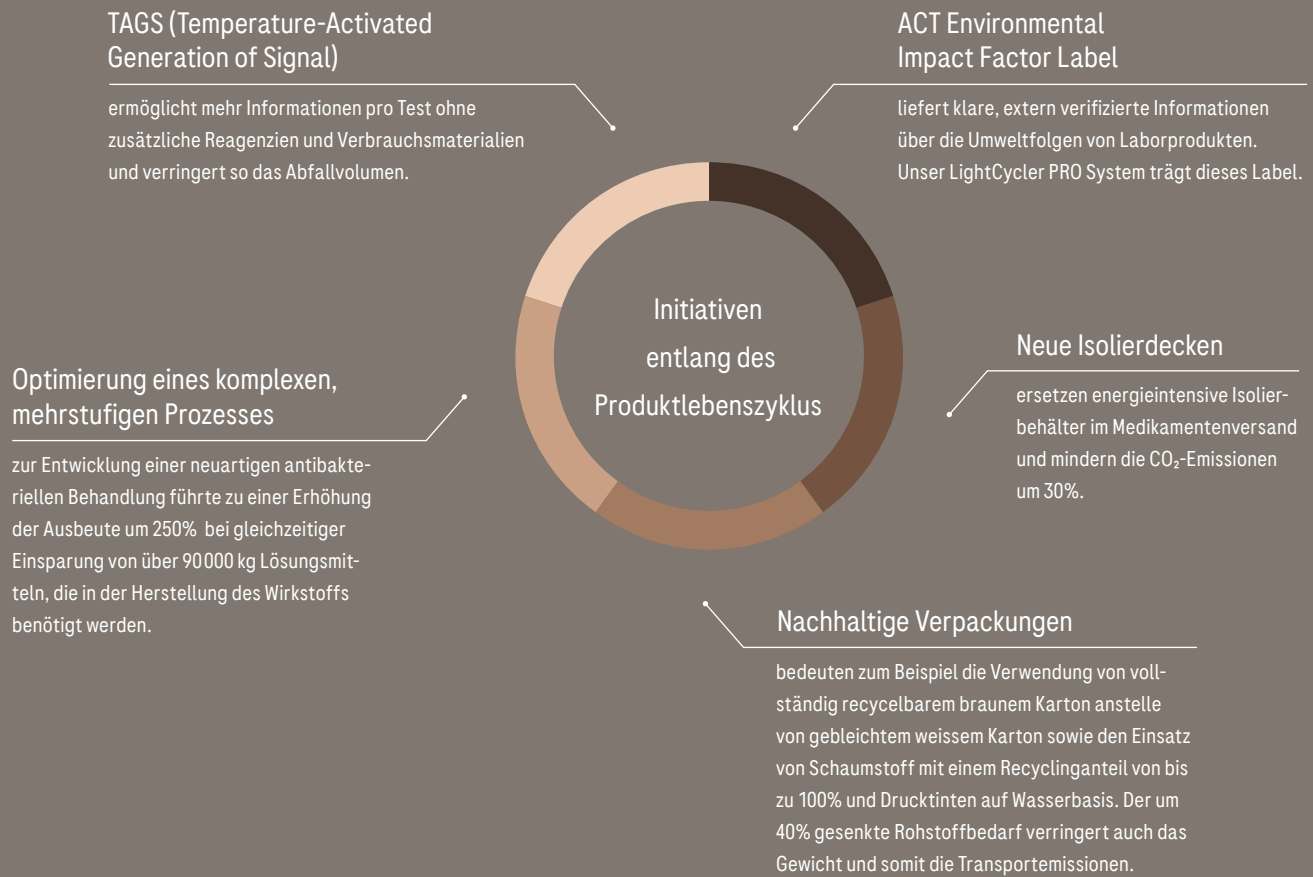 TAGS (Temperature-Activated
Generation of Signal)
ermöglicht mehr Informationen pro Test ohne
zusätzliche Reagenzien und Verbrauchsmaterialien
und verringert so das Abfallvolumen.
ACT Environmental
Impact Factor Label
liefert klare, extern verifizierte Informationen
über die Umweltfolgen von Laborprodukten.
Unser LightCycler PRO System trägt dieses Label.
Initiativen
entlang des
Produktlebenszyklus
Neue Isolierdecken
ersetzen energieintensive Isolier-
behälter im Medikamentenversand
und mindern die CO₂-Emissionen
um 30%.
Optimierung eines komplexen,
mehrstufigen Prozesses
zur Entwicklung einer neuartigen antibakte-
riellen Behandlung führte zu einer Erhöhung
der Ausbeute um 250% bei gleichzeitiger
Einsparung von über 90 000 kg Lösungsmit-
teln, die in der Herstellung des Wirkstoffs
benötigt werden.
Nachhaltige Verpackungen
bedeuten zum Beispiel die Verwendung von voll-
ständig recycelbarem braunem Karton anstelle
von gebleichtem weissem Karton sowie den Einsatz
von Schaumstoff mit einem Recyclinganteil von bis
zu 100% und Drucktinten auf Wasserbasis. Der um
40% gesenkte Rohstoffbedarf verringert auch das
Gewicht und somit die Transportemissionen.